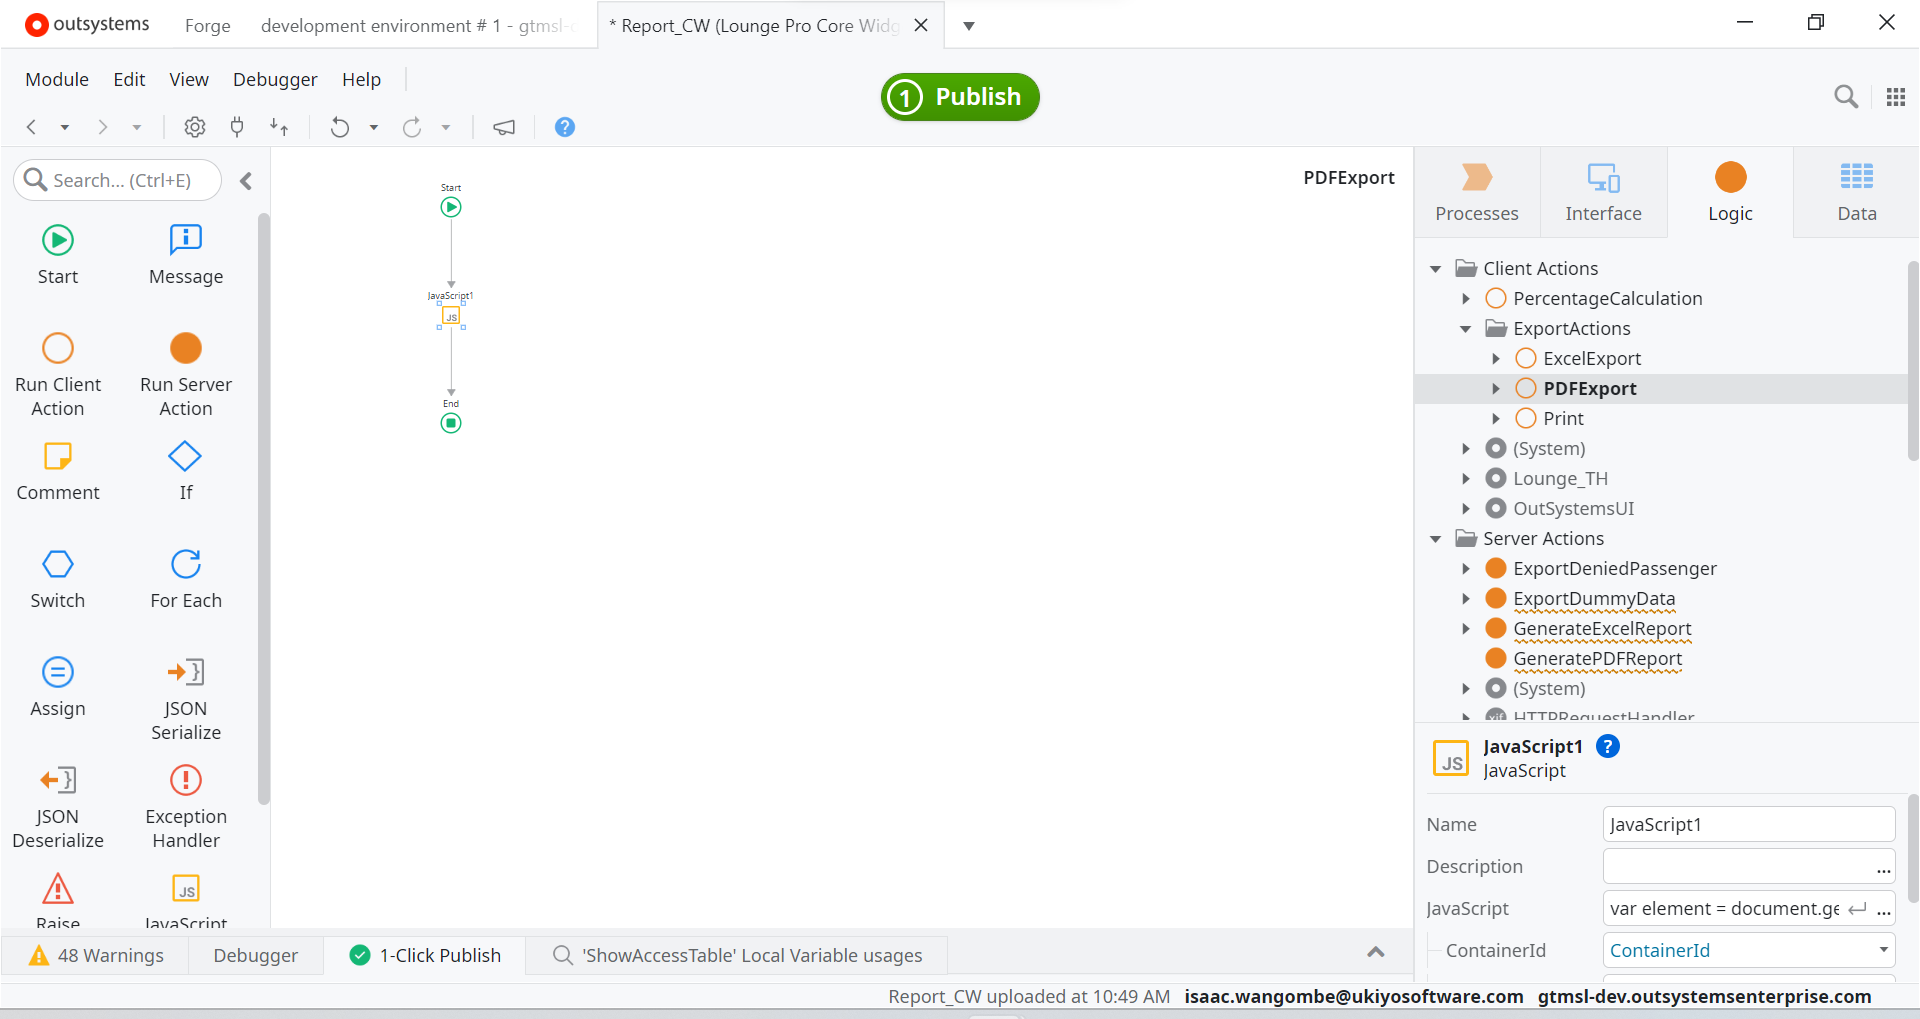 outsystems
Forge
development environment # 1 - gtmsl-
* Report_CW (Lounge Pro Core Widg
Module Edit View Debugger Help
1 Publish
Search... (Ctrl+E)
Start
Message
Run Client Action
Run Server Action
Comment
If
Switch
For Each
Assign
JSON Serialize
JSON Deserialize
Exception Handler
Raise
JS
JavaScript
Start
JavaScript1
JS
End
PDFExport
Processes
Interface
Logic
Data
Client Actions
PercentageCalculation
ExportActions
ExcelExport
PDFExport
Print
(System)
Lounge_TH
OutSystemsUI
Server Actions
ExportDeniedPassenger
ExportDummyData
GenerateExcelReport
GeneratePDFReport
(System)
HTTPRequestHandler
JS
JavaScript1 ?
JavaScript
Name JavaScript1
Description ...
JavaScript var element = document.ge ...
ContainerId ContainerId
48 Warnings
Debugger
1-Click Publish
'ShowAccessTable' Local Variable usages
Report_CW uploaded at 10:49 AM isaac.wangombe@ukiyosoftware.com gtmsl-dev.outsystemsenterprise.com